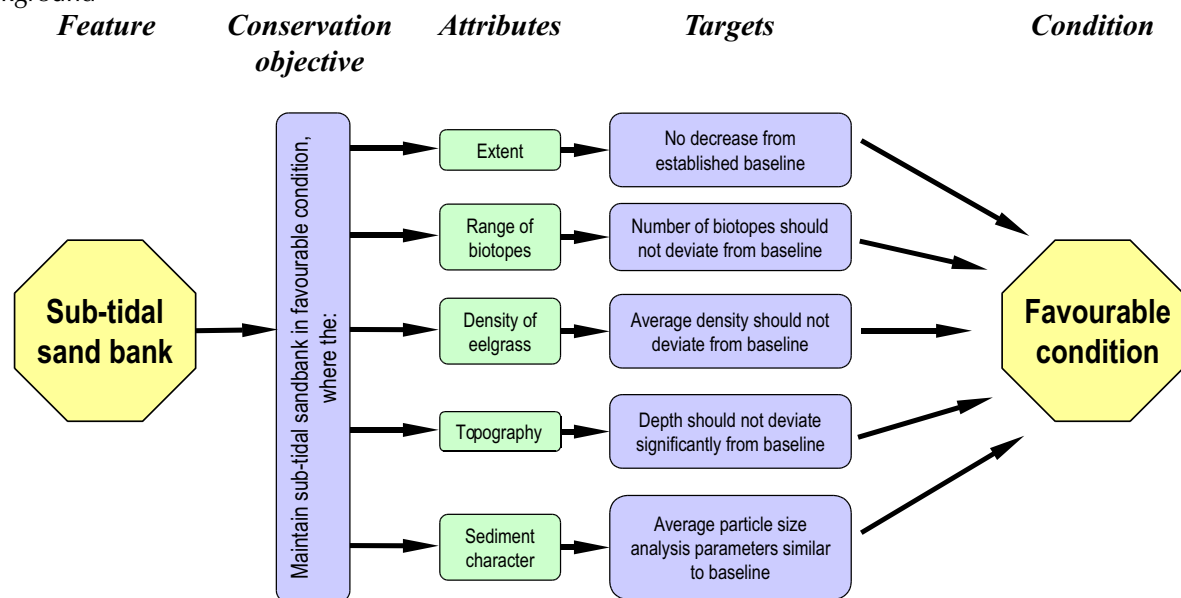 Feature
Conservation
objective
Attributes
Targets
Condition
Sub-tidal
sand bank
Maintain sub-tidal sandbank in favourable condition,
where the:
Extent
No decrease from
established baseline
Range of
biotopes
Number of biotopes should
not deviate from baseline
Density of
eelgrass
Average density should not
deviate from baseline
Topography
Depth should not deviate
significantly from baseline
Sediment
character
Average particle size
analysis parameters similar
to baseline
Favourable
condition